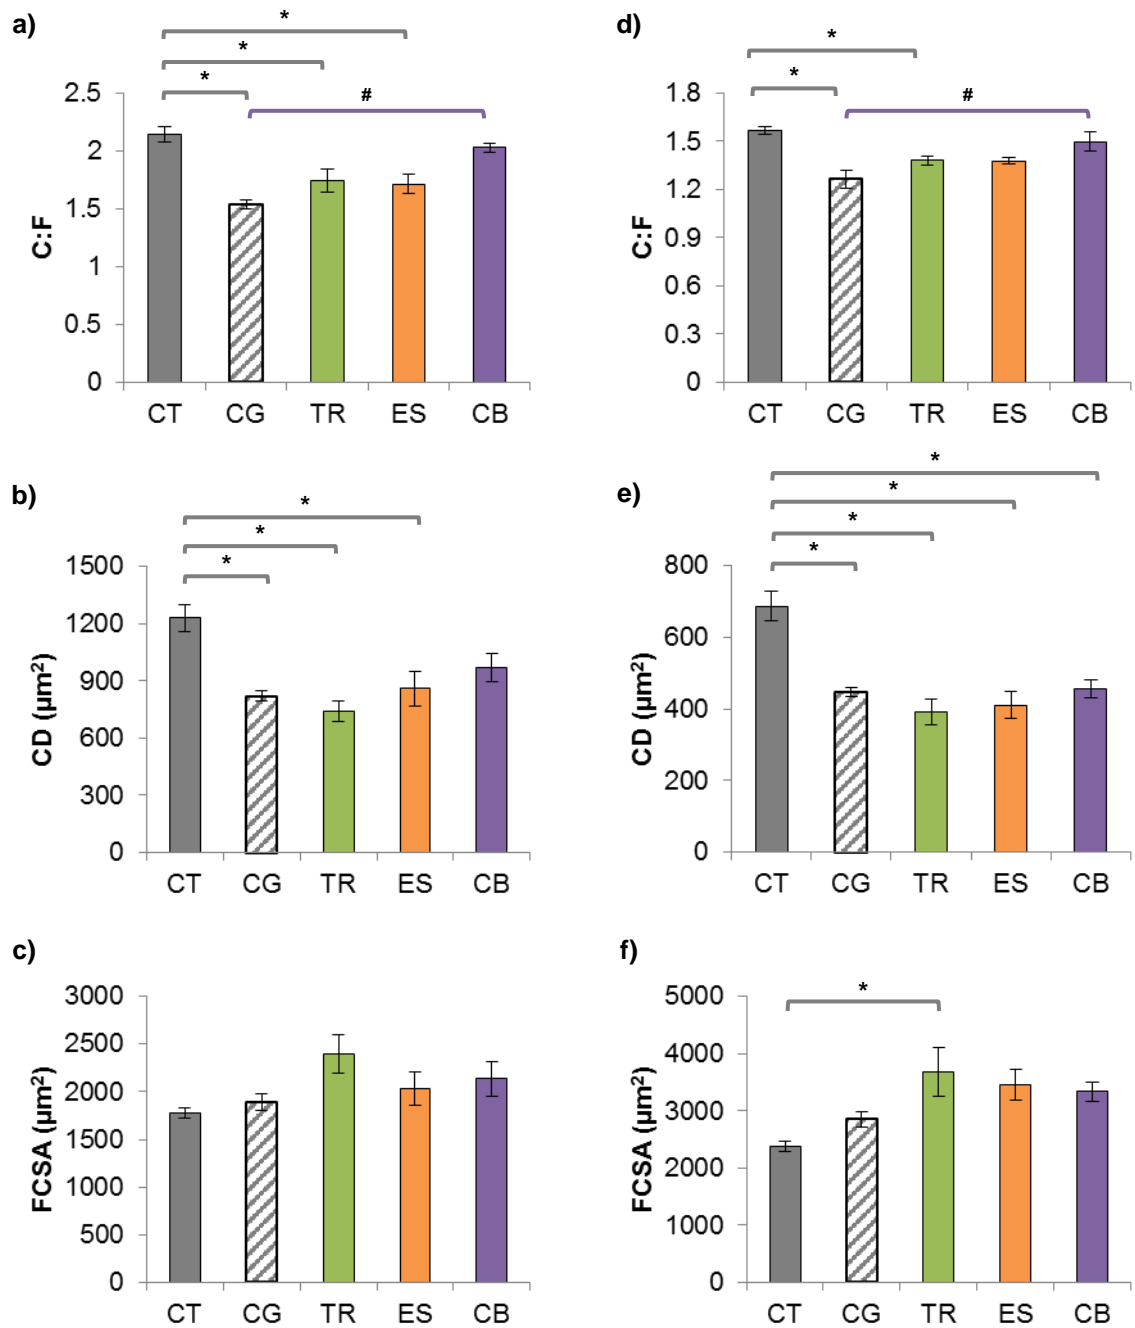 a)
*
*
*
#
C:F
2.5
2
1.5
1
0.5
0
CT CG TR ES CB
d)
*
*
#
C:F
1.8
1.5
1.2
0.9
0.6
0.3
0
CT CG TR ES CB
b)
*
*
*
CD (µm²)
1500
1200
900
600
300
0
CT CG TR ES CB
e)
*
*
*
*
CD (µm²)
800
600
400
200
0
CT CG TR ES CB
c)
FCSA (µm²)
3000
2500
2000
1500
1000
500
0
CT CG TR ES CB
f)
*
FCSA (µm²)
5000
4000
3000
2000
1000
0
CT CG TR ES CB